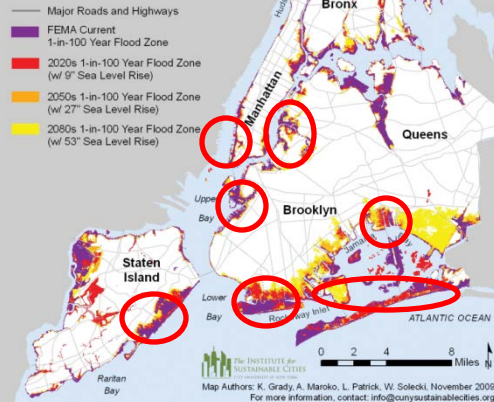 Major Roads and Highways
FEMA Current
1-in-100 Year Flood Zone
2020s 1-in-100 Year Flood Zone
(w/ 9" Sea Level Rise)
2050s 1-in-100 Year Flood Zone
(w/ 27" Sea Level Rise)
2080s 1-in-100 Year Flood Zone
(w/ 53" Sea Level Rise)
Bronx
Manhattan
Queens
Upper
Bay
Brooklyn
Jamaica
Bay
Staten
Island
Lower
Bay
Rockaway Inlet
ATLANTIC OCEAN
Raritan
Bay
The INSTITUTE for
SUSTAINABLE CITIES
0 2 4 8
Miles
N
Map Authors: K. Grady, A. Maroko, L. Patrick, W. Solecki, November 2009
For more information, contact: info@cunysustainablecities.org